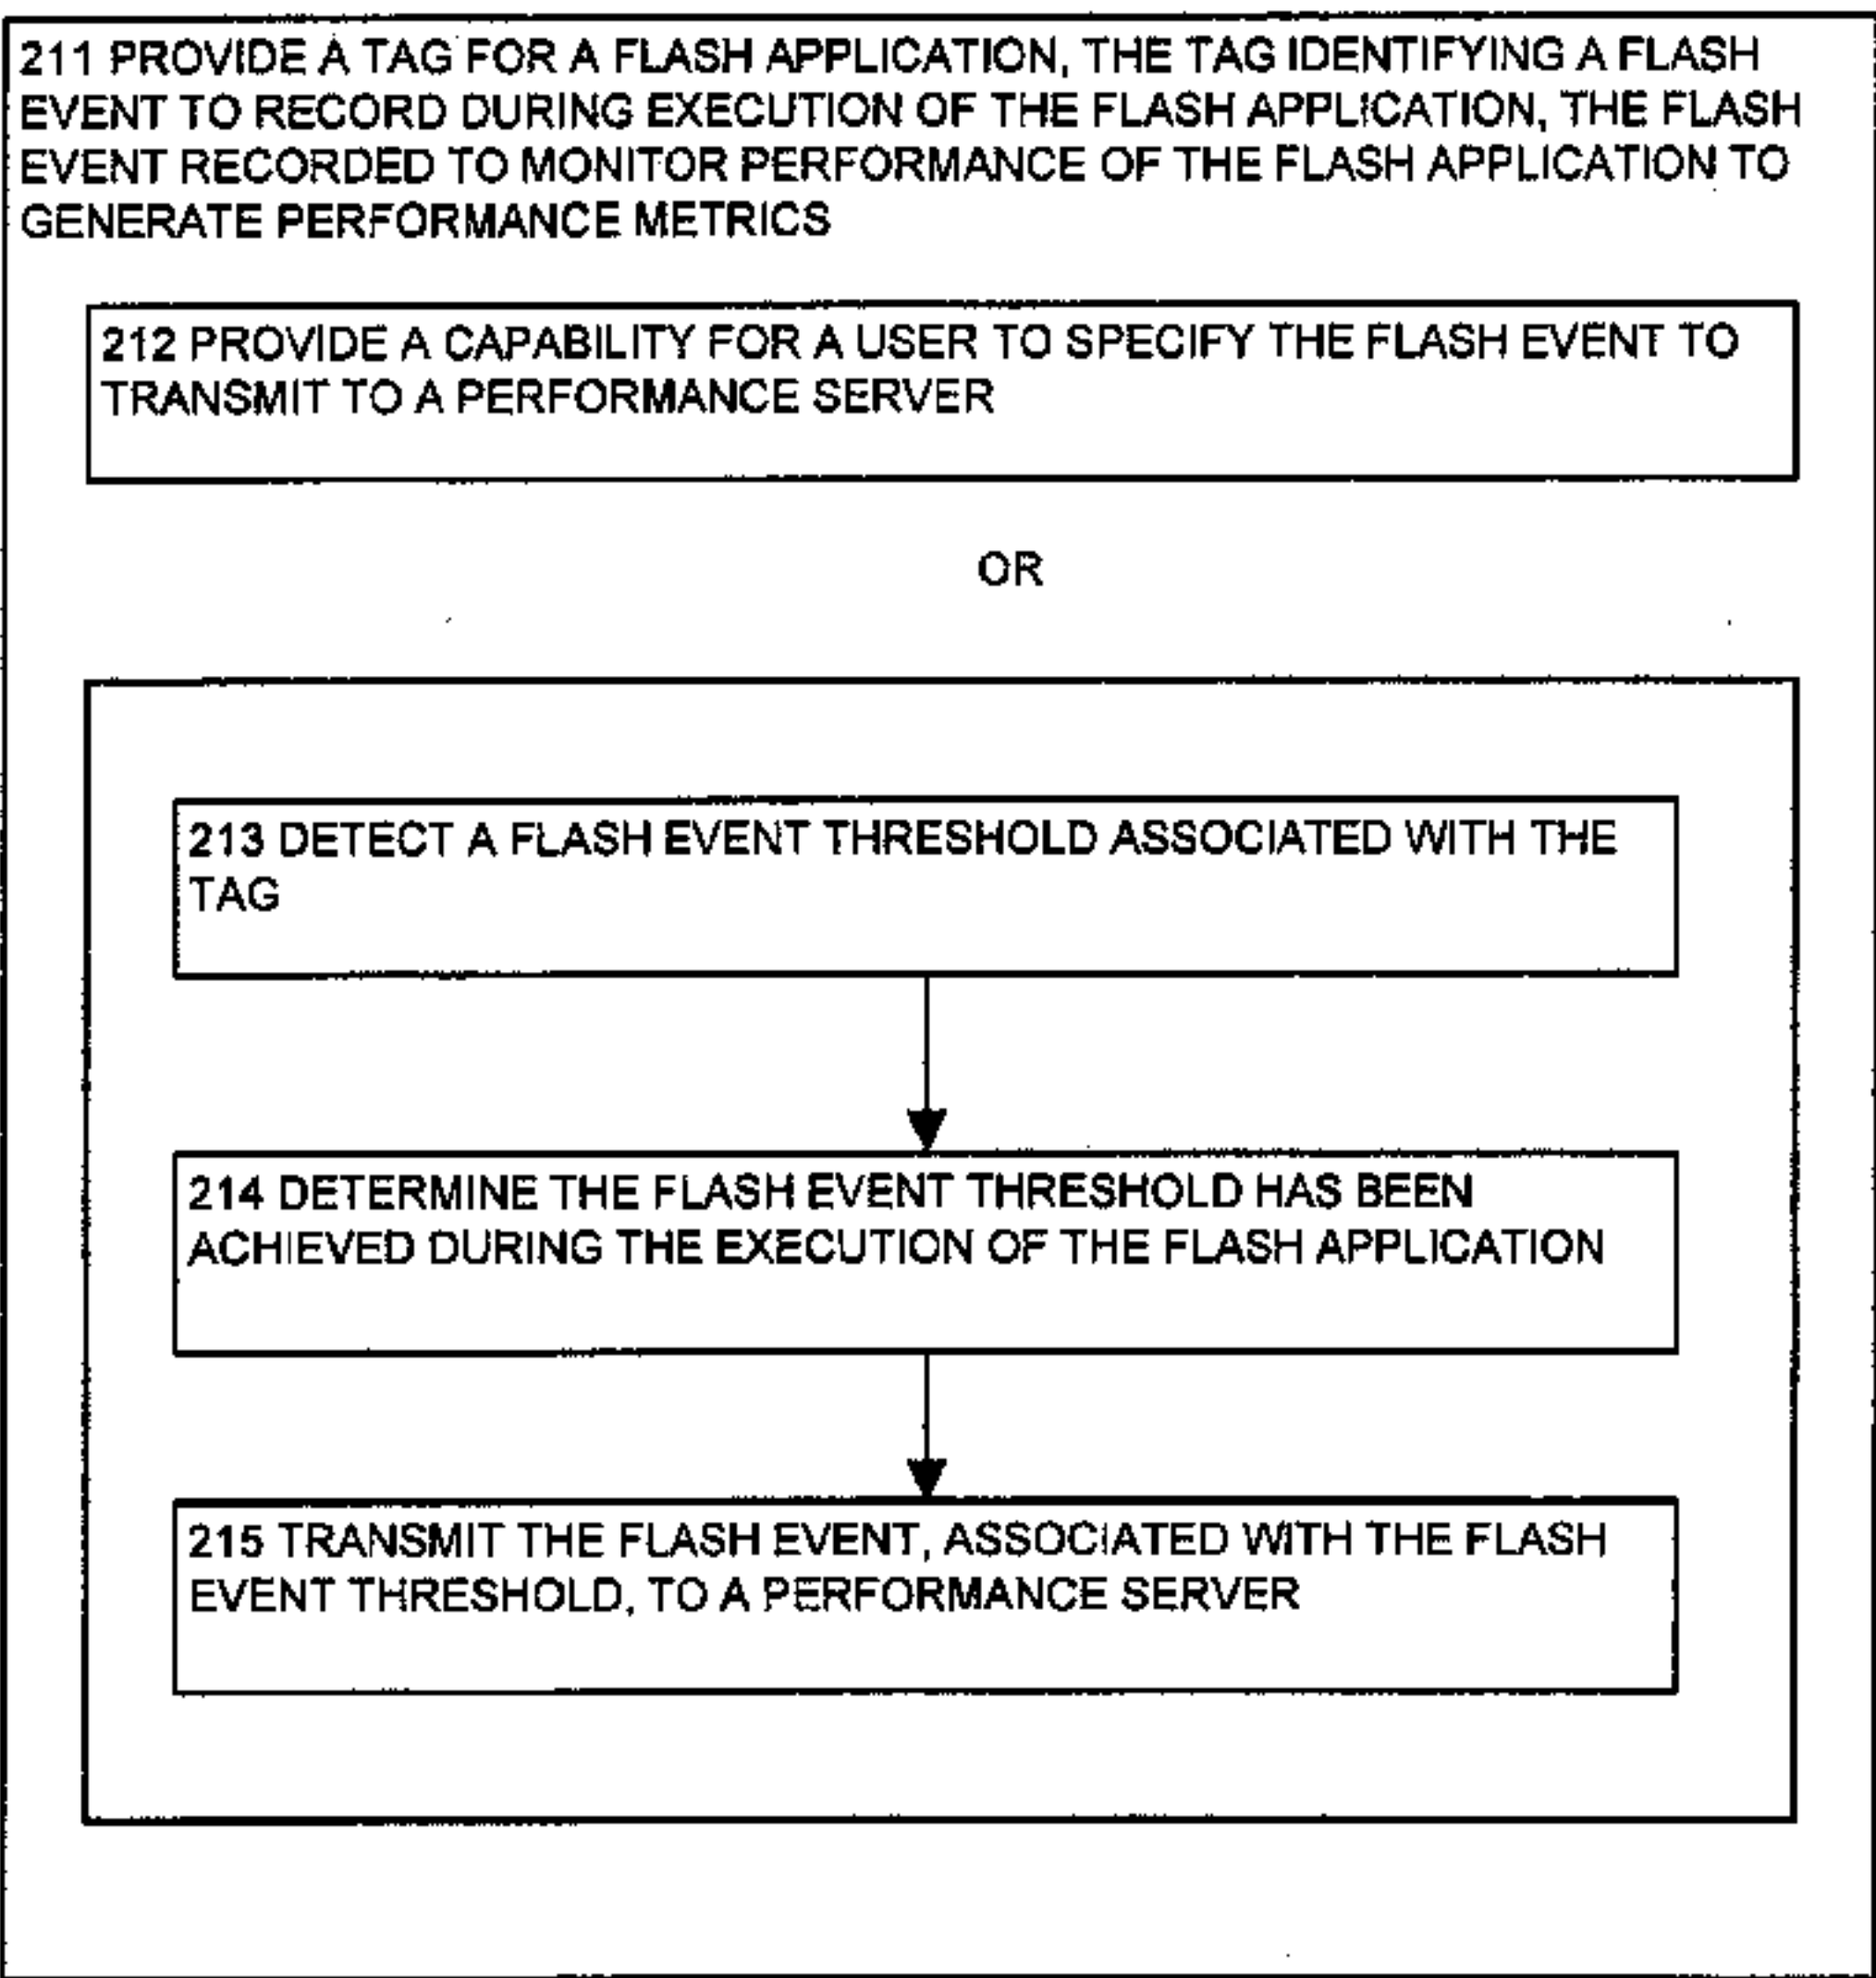 211 PROVIDE A TAG FOR A FLASH APPLICATION, THE TAG IDENTIFYING A FLASH
EVENT TO RECORD DURING EXECUTION OF THE FLASH APPLICATION, THE FLASH
EVENT RECORDED TO MONITOR PERFORMANCE OF THE FLASH APPLICATION TO
GENERATE PERFORMANCE METRICS
212 PROVIDE A CAPABILITY FOR A USER TO SPECIFY THE FLASH EVENT TO
TRANSMIT TO A PERFORMANCE SERVER
OR
213 DETECT A FLASH EVENT THRESHOLD ASSOCIATED WITH THE
TAG
214 DETERMINE THE FLASH EVENT THRESHOLD HAS BEEN
ACHIEVED DURING THE EXECUTION OF THE FLASH APPLICATION
215 TRANSMIT THE FLASH EVENT, ASSOCIATED WITH THE FLASH
EVENT THRESHOLD, TO A PERFORMANCE SERVER